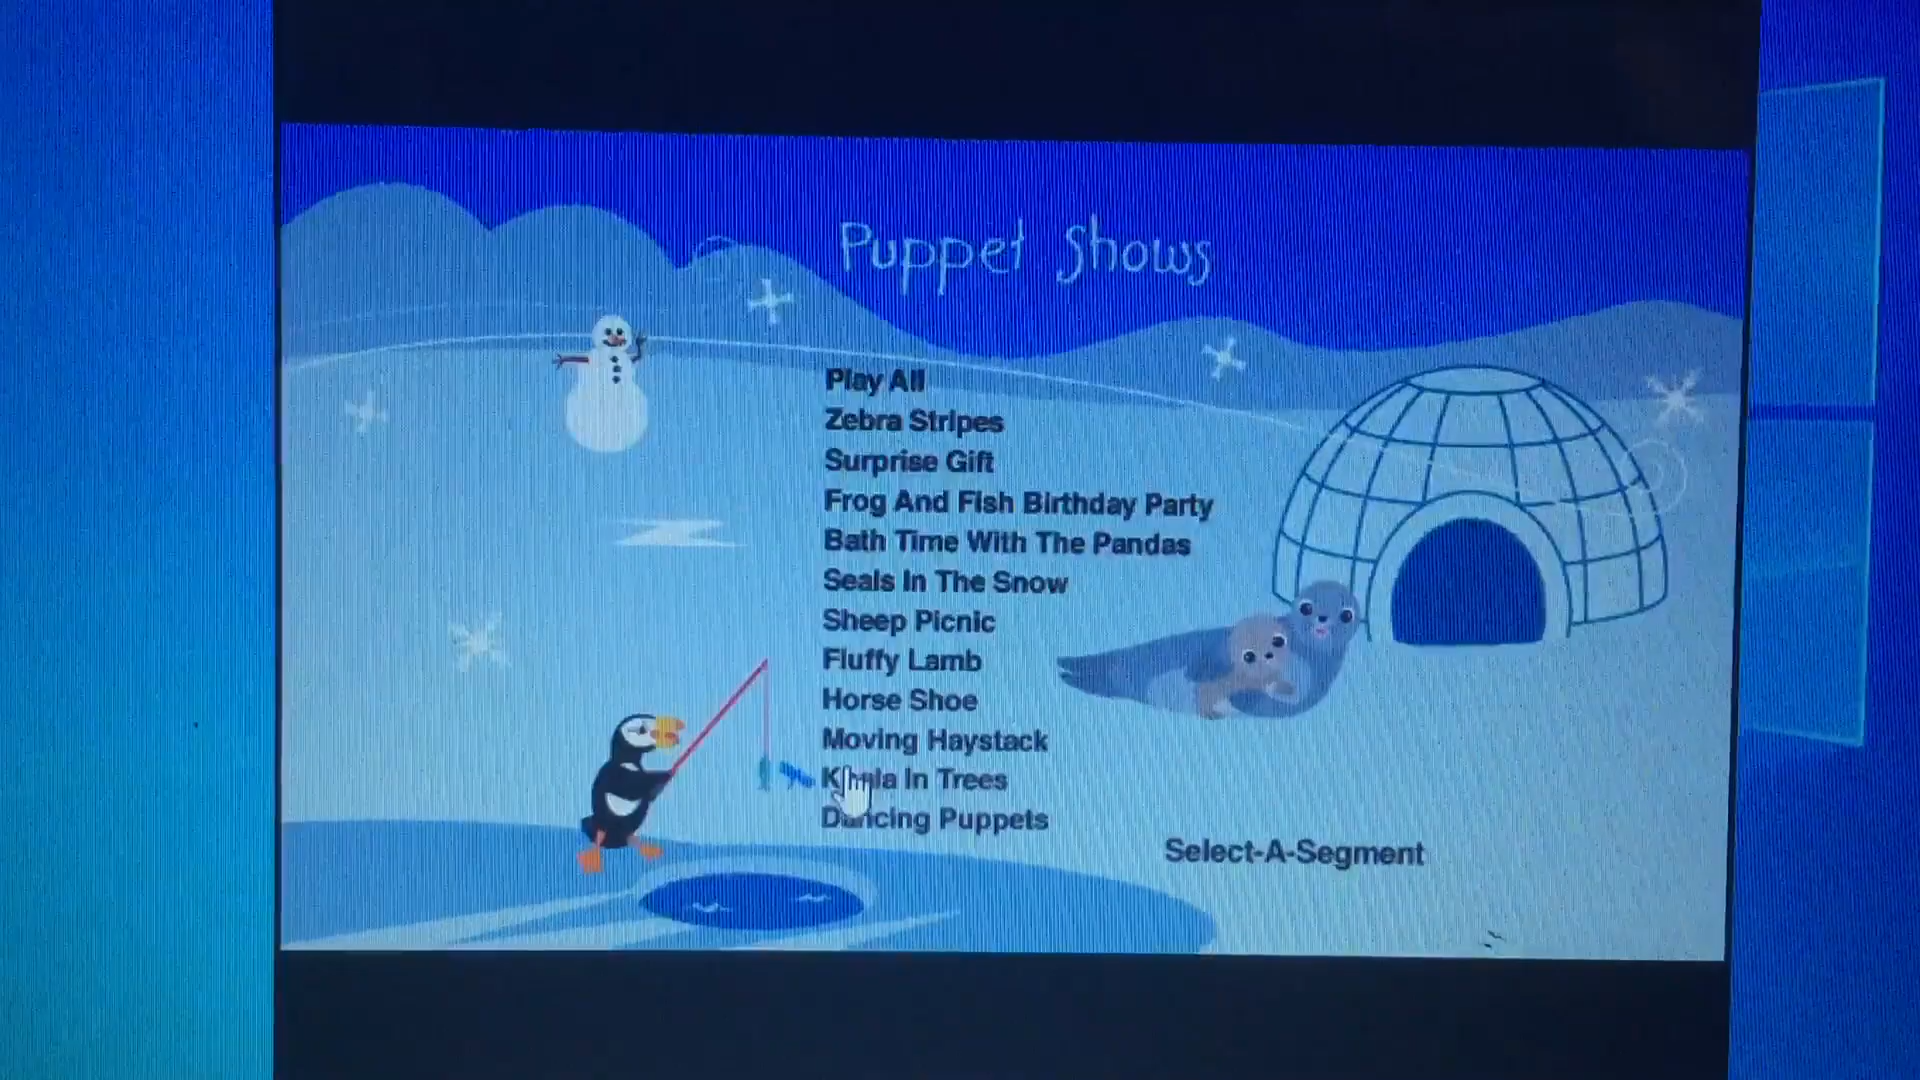 Puppet Shows
Play All
Zebra Stripes
Surprise Gift
Frog And Fish Birthday Party
Bath Time With The Pandas
Seals In The Snow
Sheep Picnic
Fluffy Lamb
Horse Shoe
Moving Haystack
In Trees
Dancing Puppets
Select-A-Segment